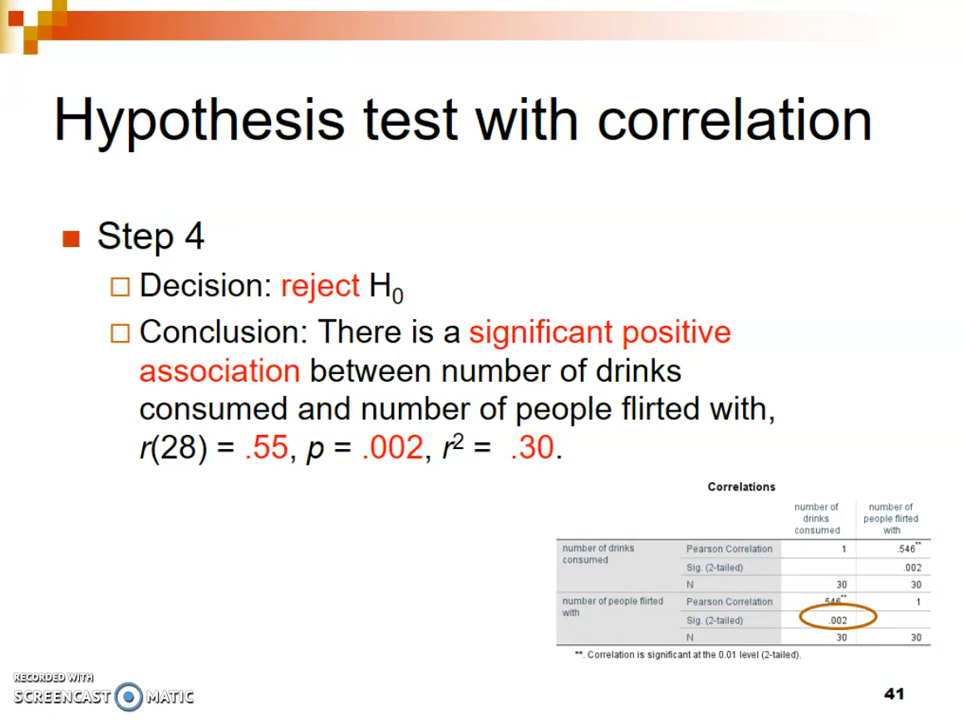 Hypothesis test with correlation
Step 4
Decision: reject H0
Conclusion: There is a significant positive
association between number of drinks
consumed and number of people flirted with,
r(28) = .55, p = .002, r² = .30.
Correlations
number of drinks consumed number of people flirted with
number of drinks consumed Pearson Correlation 1 .546**
Sig. (2-tailed) .002
N 30 30
number of people flirted with Pearson Correlation .546** 1
Sig. (2-tailed) .002
N 30 30
**. Correlation is significant at the 0.01 level (2-tailed).
RECORDED WITH
SCREENCAST MATIC
41